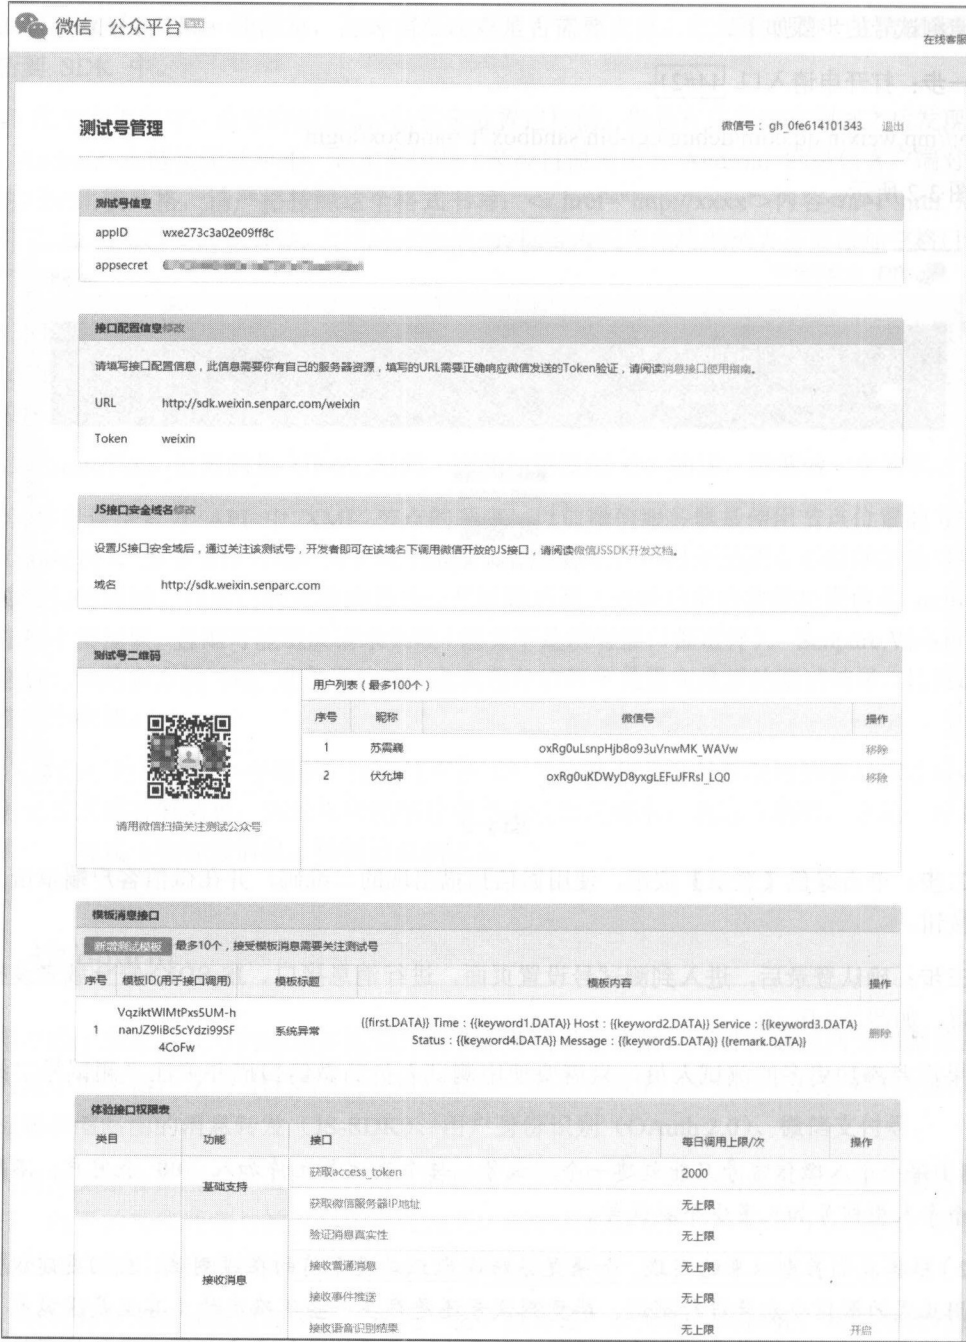 微信 | 公众平台
在线客服
测试号管理
微信号： gh_0fe614101343 退出
测试号信息
appID wxe273c3a02e09ff8c
appsecret
接口配置信息修改
请填写接口配置信息，此信息需要你有自己的服务器资源，填写的URL需要正确响应微信发送的Token验证，请阅读消息接口使用指南。
URL http://sdk.weixin.senparc.com/weixin
Token weixin
JS接口安全域名修改
设置JS接口安全域后，通过关注该测试号，开发者即可在该域名下调用微信开放的JS接口，请阅读微信JSSDK开发文档。
域名 http://sdk.weixin.senparc.com
测试号二维码
用户列表（最多100个）
序号 昵称 微信号 操作
1 苏震巍 oxRg0uLsnpHjb8o93uVnwMK_WAVw 移除
2 伏允坤 oxRg0uKDWyD8yxgLEFuJFRsI_LQ0 移除
请用微信扫描关注测试公众号
模板消息接口
新增测试模板 最多10个，接受模板消息需要关注测试号
序号 模板ID(用于接口调用) 模板标题 模板内容 操作
1 VqziktWIMtPxs5UM-h
nanJZ9liBc5cYdzi99SF
4CoFw
系统异常
{{first.DATA}} Time：{{keyword1.DATA}} Host：{{keyword2.DATA}} Service：{{keyword3.DATA}
Status：{{keyword4.DATA}} Message：{{keyword5.DATA}} {{remark.DATA}}
删除
体验接口权限表
类目 功能 接口 每日调用上限/次 操作
基础支持
获取access_token 2000
获取微信服务器IP地址 无上限
接收消息
验证消息真实性 无上限
接收普通消息 无上限
接收事件推送 无上限
接收语音识别结果 无上限 开启